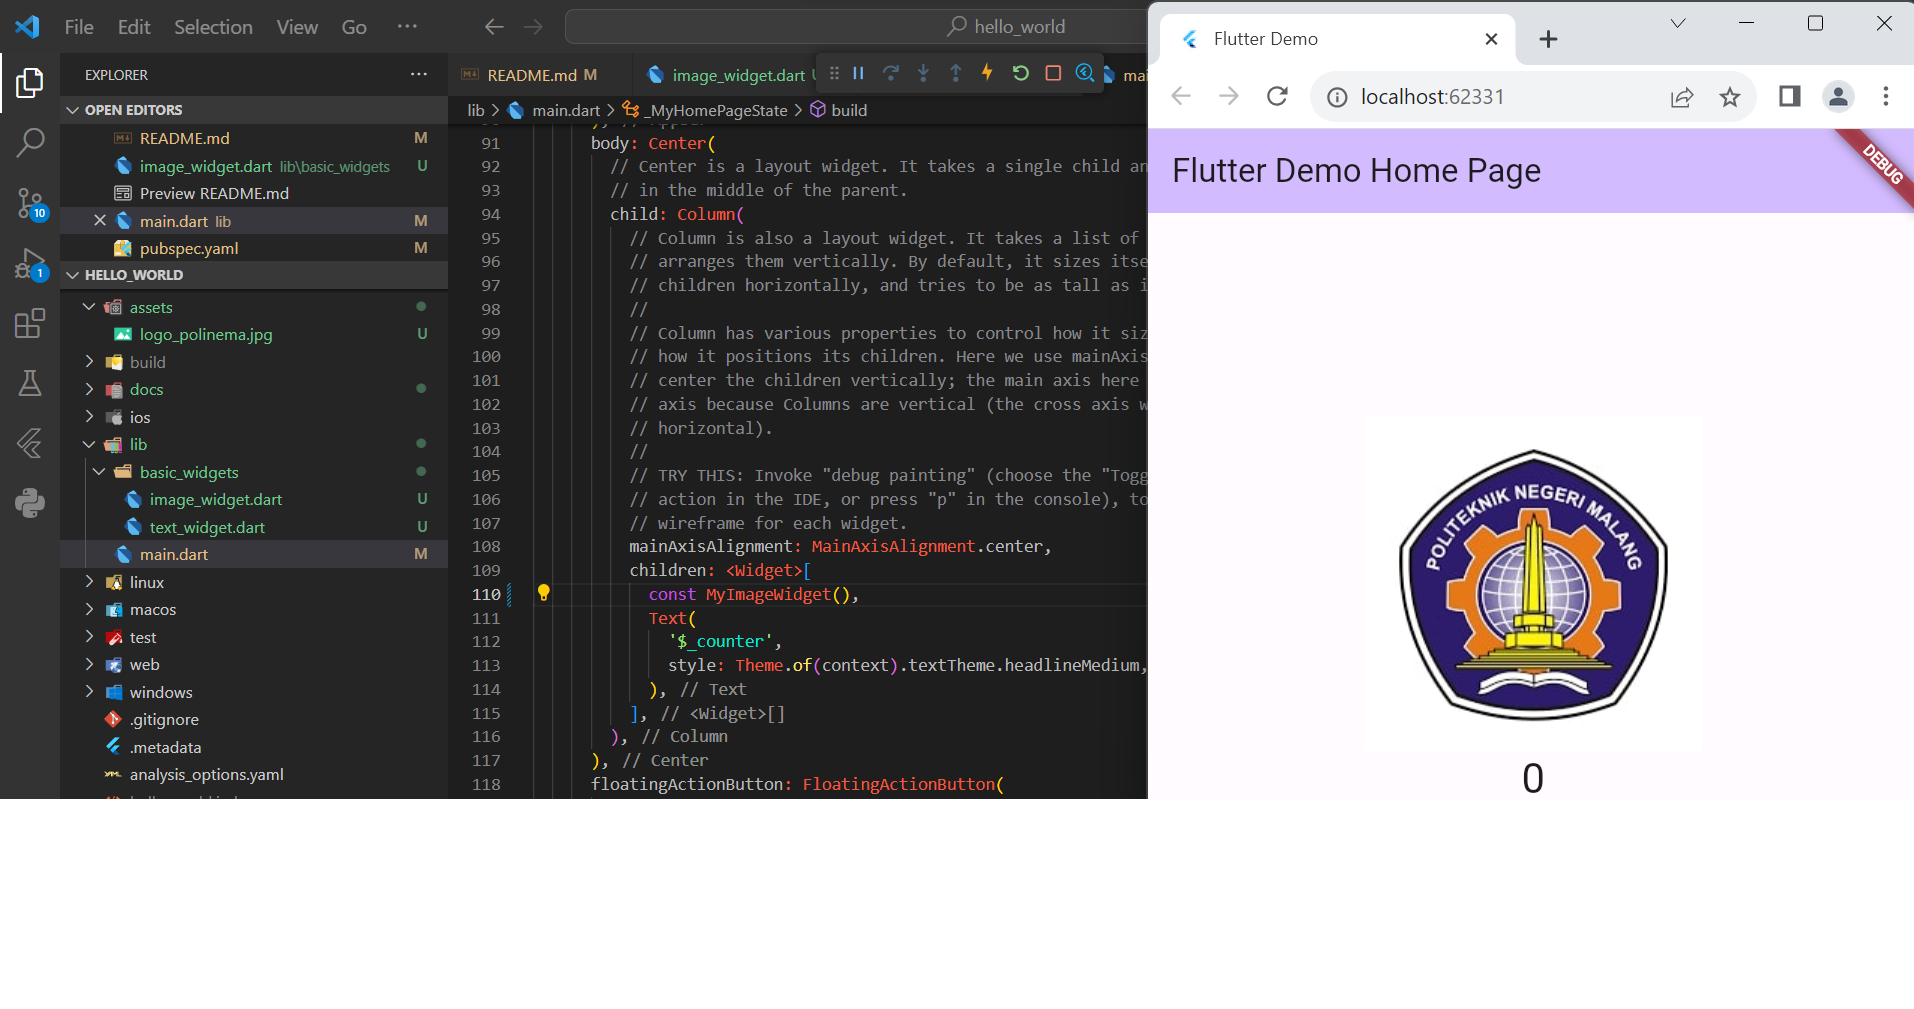 File Edit Selection View Go ···
hello_world
EXPLORER
OPEN EDITORS
README.md M
image_widget.dart lib\basic_widgets U
Preview README.md
main.dart lib M
pubspec.yaml M
HELLO_WORLD
assets
logo_polinema.jpg U
build
docs
ios
lib
basic_widgets
image_widget.dart U
text_widget.dart U
main.dart M
linux
macos
test
web
windows
.gitignore
.metadata
analysis_options.yaml
README.md M
image_widget.dart U
mai
lib > main.dart > _MyHomePageState > build
91 body: Center(
92 // Center is a layout widget. It takes a single child an
93 // in the middle of the parent.
94 child: Column(
95 // Column is also a layout widget. It takes a list of
96 // arranges them vertically. By default, it sizes itse
97 // children horizontally, and tries to be as tall as i
98 //
99 // Column has various properties to control how it siz
100 // how it positions its children. Here we use mainAxis
101 // center the children vertically; the main axis here
102 // axis because Columns are vertical (the cross axis w
103 // horizontal).
104 //
105 // TRY THIS: Invoke "debug painting" (choose the "Togg
106 // action in the IDE, or press "p" in the console), to
107 // wireframe for each widget.
108 mainAxisAlignment: MainAxisAlignment.center,
109 children: <Widget>[
110 const MyImageWidget(),
111 Text(
112 '$_counter',
113 style: Theme.of(context).textTheme.headlineMedium,
114 ), // Text
115 ], // <Widget>[]
116 ), // Column
117 ), // Center
118 floatingActionButton: FloatingActionButton(
10
1
Flutter Demo
localhost:62331
Flutter Demo Home Page
DEBUG
POLITEKNIK NEGERI MALANG
0